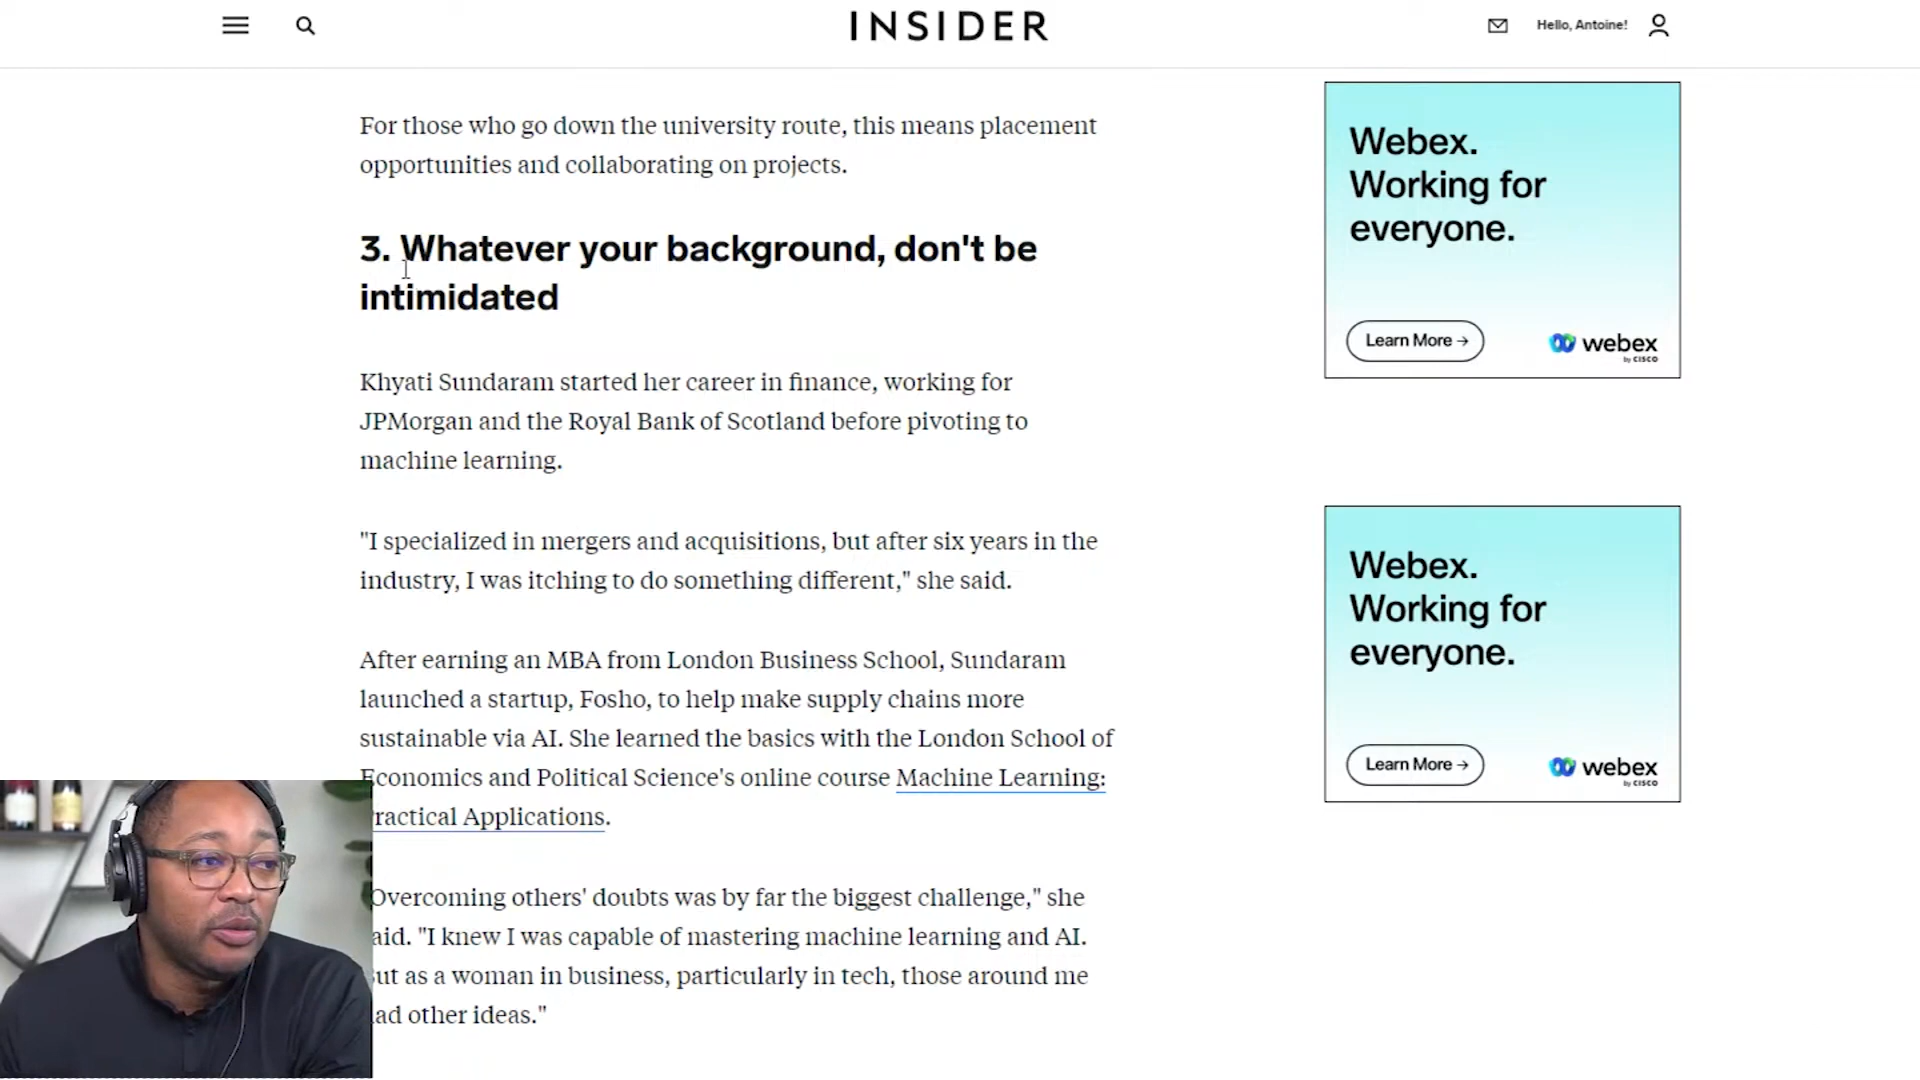 INSIDER
Hello, Antoine!
For those who go down the university route, this means placement
opportunities and collaborating on projects.
3. Whatever your background, don't be
intimidated
Khyati Sundaram started her career in finance, working for
JPMorgan and the Royal Bank of Scotland before pivoting to
machine learning.
"I specialized in mergers and acquisitions, but after six years in the
industry, I was itching to do something different," she said.
After earning an MBA from London Business School, Sundaram
launched a startup, Fosho, to help make supply chains more
sustainable via AI. She learned the basics with the London School of
Economics and Political Science's online course Machine Learning:
ractical Applications.
Overcoming others' doubts was by far the biggest challenge," she
aid. "I knew I was capable of mastering machine learning and AI.
ut as a woman in business, particularly in tech, those around me
ad other ideas."
Webex.
Working for
everyone.
Learn More →
webex
by CISCO
Webex.
Working for
everyone.
Learn More →
webex
by CISCO